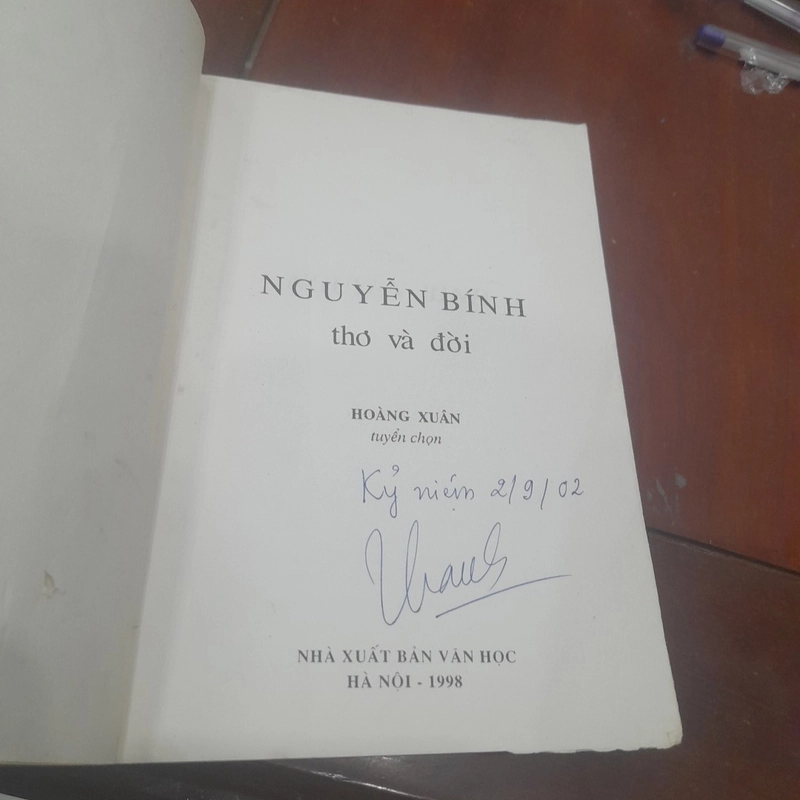 NGUYỄN BÍNH
thơ và đời
HOÀNG XUÂN
tuyển chọn
Kỷ niệm 2/9/02
Thanh
NHÀ XUẤT BẢN VĂN HỌC
HÀ NỘI - 1998